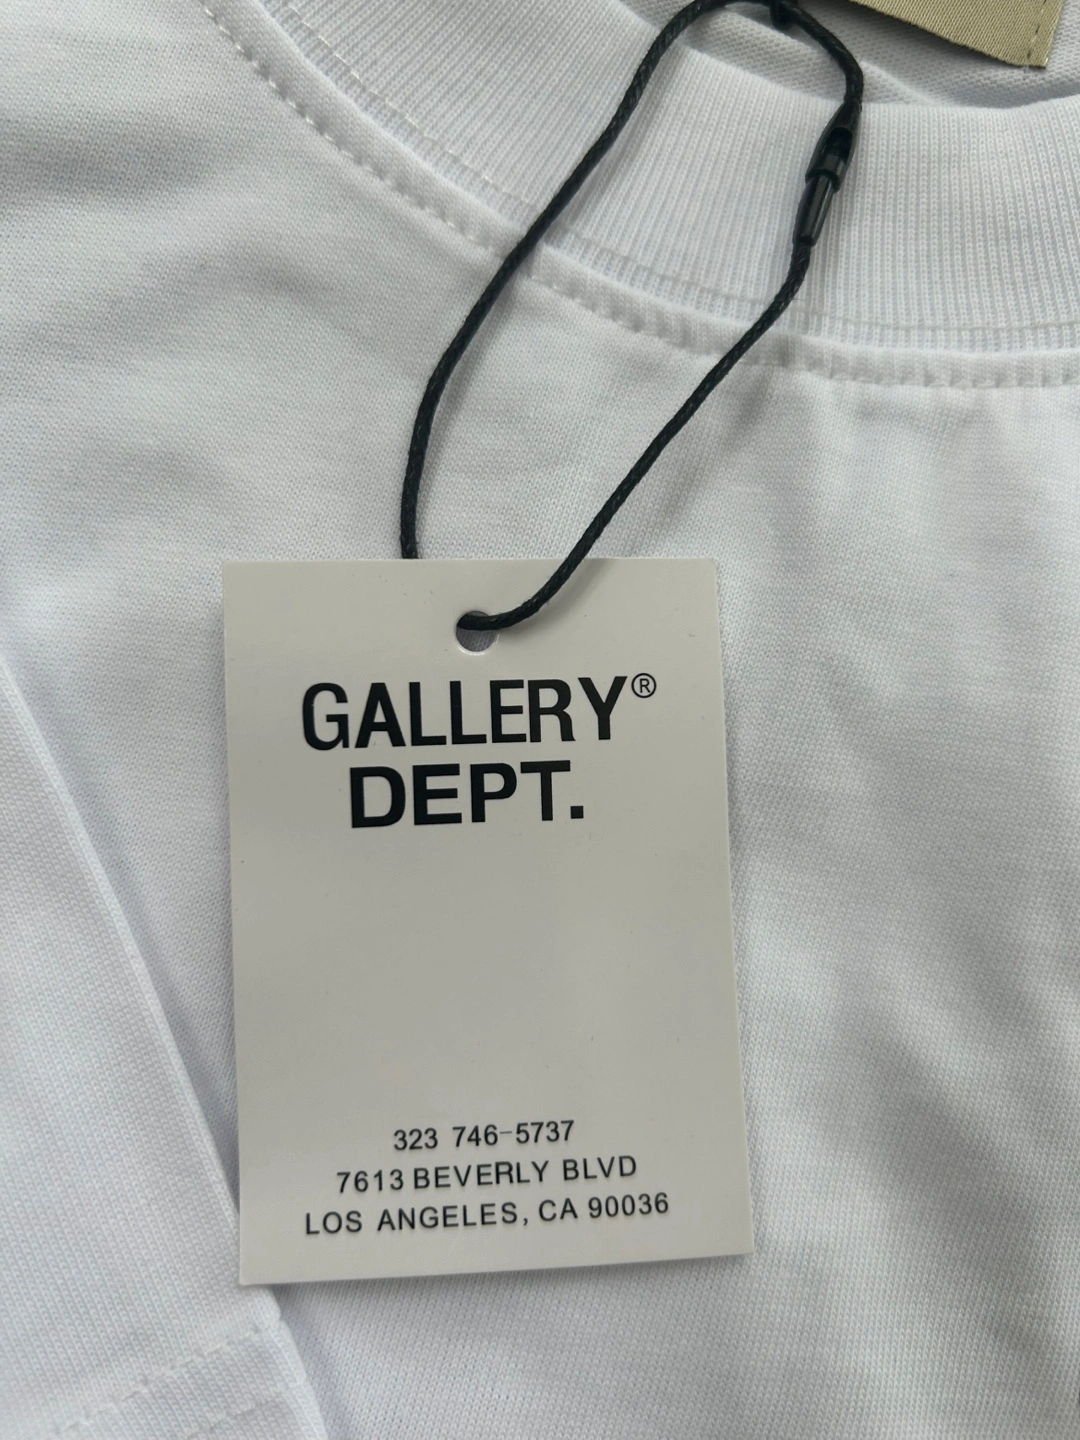 GALLERY®
DEPT.
323 746-5737
7613 BEVERLY BLVD
LOS ANGELES, CA 90036